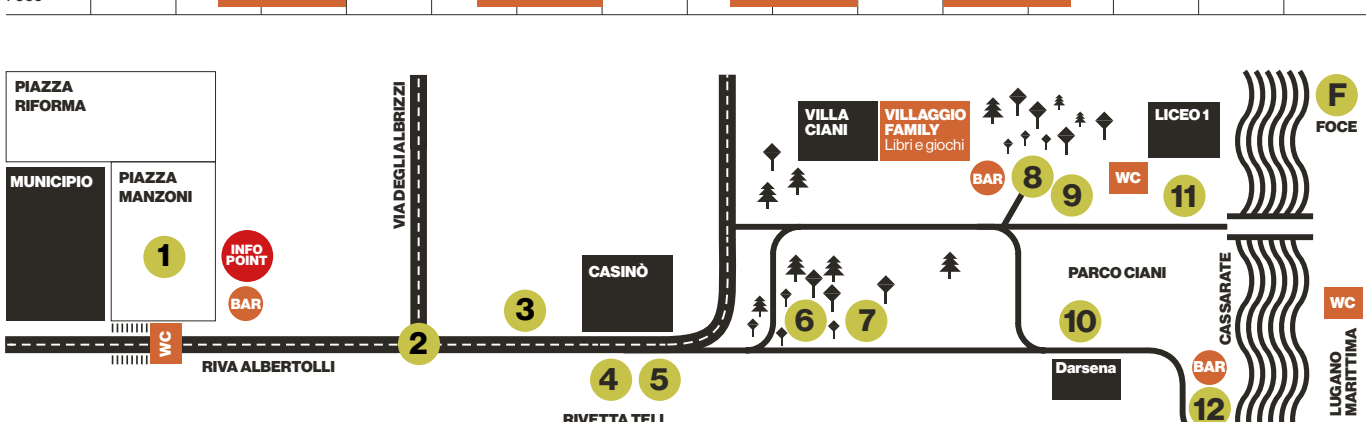 PIAZZA
RIFORMA
MUNICIPIO
PIAZZA
MANZONI
1
INFO
POINT
BAR
WC
RIVA ALBERTOLLI
VIA DEGLI ALBRIZZI
2
3
CASINÒ
4
5
RIVETTA TELL
VILLA
CIANI
VILLAGGIO
FAMILY
Libri e giochi
BAR
8
9
WC
LICEO 1
11
F
FOCE
6
7
PARCO CIANI
10
Darsena
CASSARATE
BAR
12
WC
LUGANO
MARITTIMA